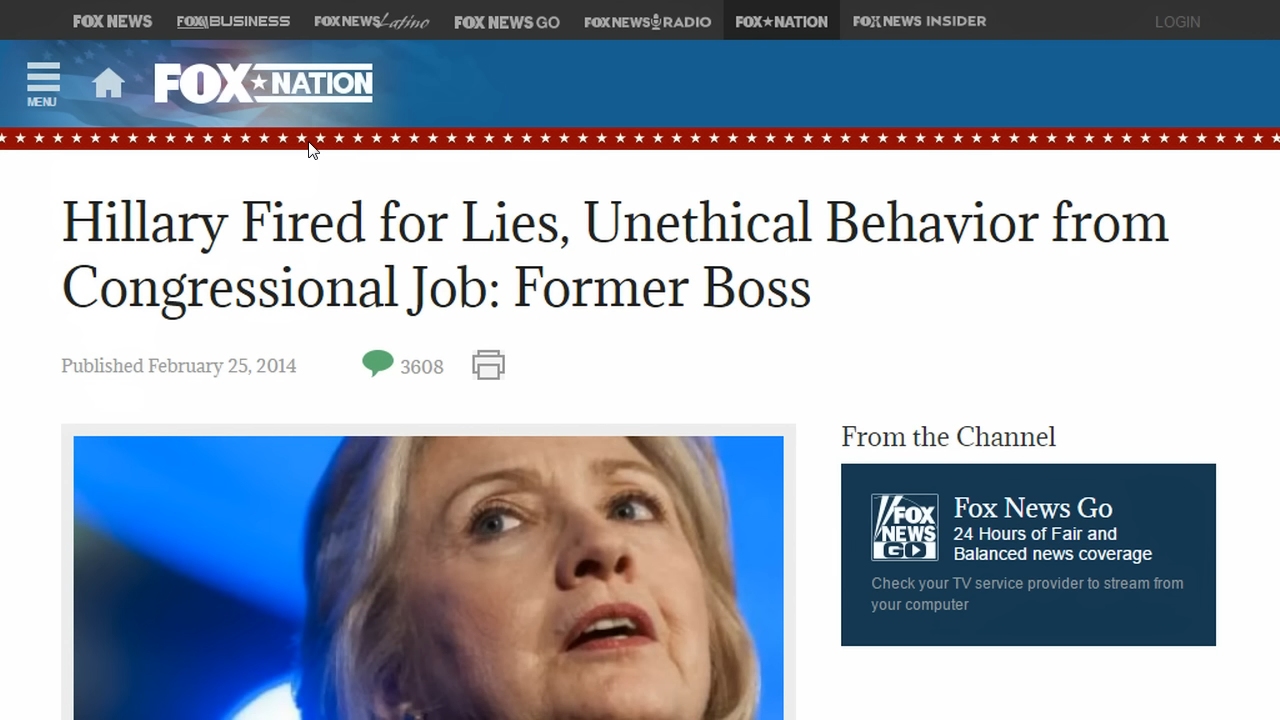 FOX NEWS FOX BUSINESS FOX NEWS Latino FOX NEWS GO FOX NEWS RADIO FOX★NATION FOX NEWS INSIDER LOGIN
MENU
FOX★NATION
Hillary Fired for Lies, Unethical Behavior from
Congressional Job: Former Boss
Published February 25, 2014 3608
From the Channel
FOX
NEWS
GO
Fox News Go
24 Hours of Fair and
Balanced news coverage
Check your TV service provider to stream from
your computer